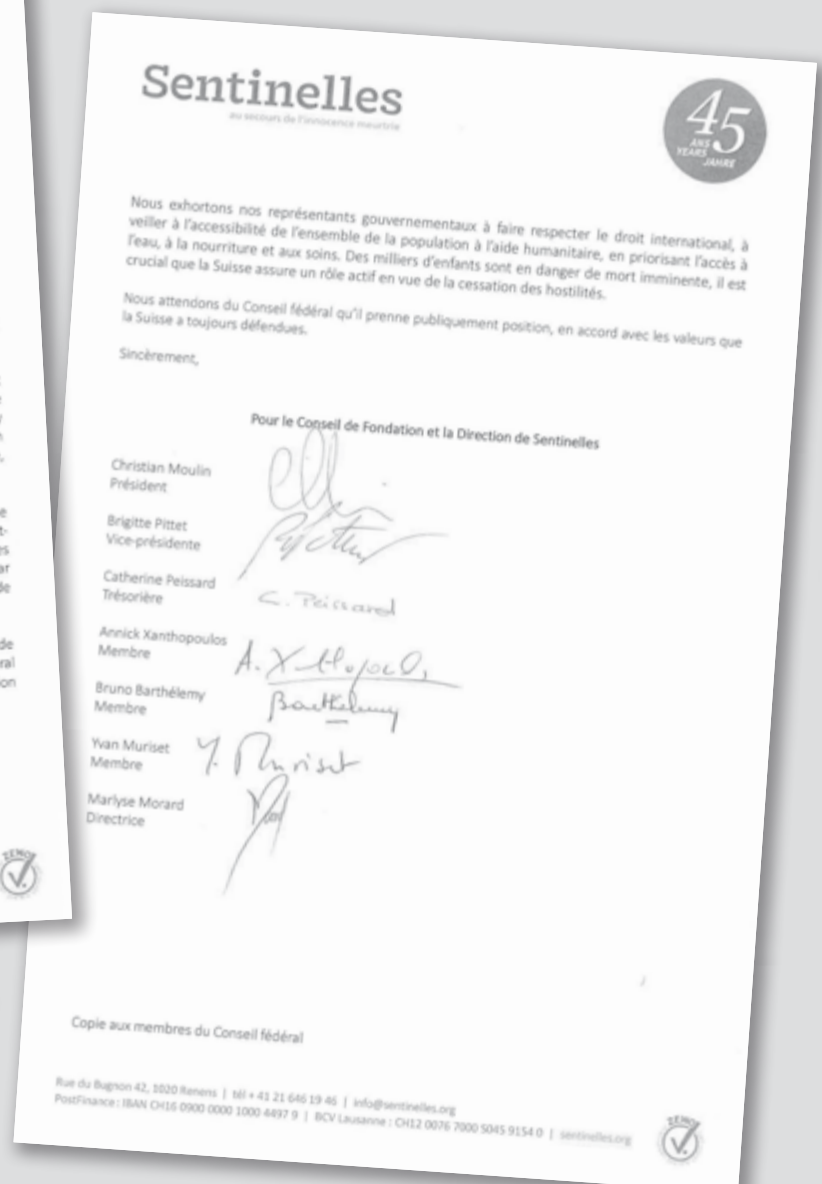 Sentinelles
au secours de l'innocence meurtrie
45
ANS
YEARS
JAHRE
Nous exhortons nos représentants gouvernementaux à faire respecter le droit international, à
veiller à l'accessibilité de l'ensemble de la population à l'aide humanitaire, en priorisant l'accès à
l'eau, à la nourriture et aux soins. Des milliers d'enfants sont en danger de mort imminente, il est
crucial que la Suisse assure un rôle actif en vue de la cessation des hostilités.
Nous attendons du Conseil fédéral qu'il prenne publiquement position, en accord avec les valeurs que
la Suisse a toujours défendues.
Sincèrement,
Pour le Conseil de Fondation et la Direction de Sentinelles
Christian Moulin
Président
Brigitte Pittet
Vice-présidente
Catherine Peissard
Trésorière
C. Peissard
Annick Xanthopoulos
Membre
Bruno Barthélemy
Membre
Barthelemy
Yvan Muriset
Membre
Y. Muriset
Marlyse Morard
Directrice
Copie aux membres du Conseil fédéral
Rue du Bugnon 42, 1020 Renens | tél + 41 21 646 19 46 | info@sentinelles.org
PostFinance : IBAN CH16 0900 0000 1000 4497 9 | BCV Lausanne : CH12 0076 7000 5045 9154 0 | sentinelles.org
ZEWO